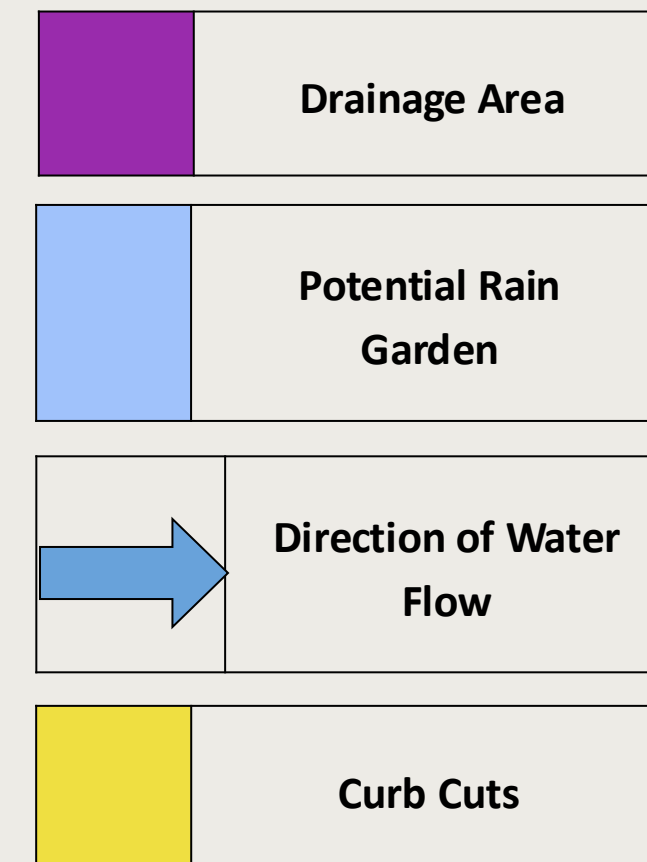 Drainage Area
Potential Rain
Garden
Direction of Water
Flow
Curb Cuts